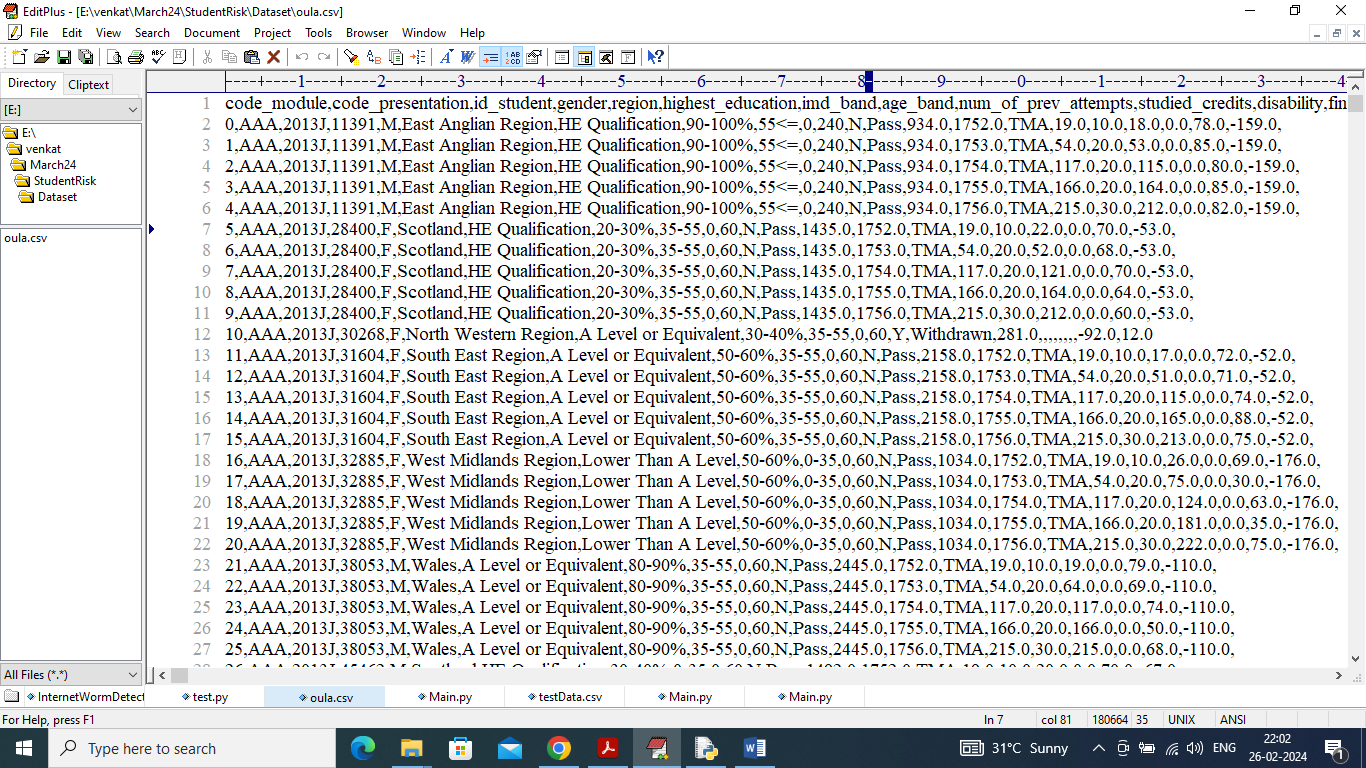 EditPlus - [E:\venkat\March24\StudentRisk\Dataset\oula.csv]
File Edit View Search Document Project Tools Browser Window Help
Directory Cliptext
[E:]
E:\
venkat
March24
StudentRisk
Dataset
oula.csv
All Files (*.*)
----+----1----+----2----+----3----+----4----+----5----+----6----+----7----+----8----+----9----+----0----+----1----+----2----+----3----+----4
1 code_module,code_presentation,id_student,gender,region,highest_education,imd_band,age_band,num_of_prev_attempts,studied_credits,disability,fin
2 0,AAA,2013J,11391,M,East Anglian Region,HE Qualification,90-100%,55<=,0,240,N,Pass,934.0,1752.0,TMA,19.0,10.0,18.0,0.0,78.0,-159.0,
3 1,AAA,2013J,11391,M,East Anglian Region,HE Qualification,90-100%,55<=,0,240,N,Pass,934.0,1753.0,TMA,54.0,20.0,53.0,0.0,85.0,-159.0,
4 2,AAA,2013J,11391,M,East Anglian Region,HE Qualification,90-100%,55<=,0,240,N,Pass,934.0,1754.0,TMA,117.0,20.0,115.0,0.0,80.0,-159.0,
5 3,AAA,2013J,11391,M,East Anglian Region,HE Qualification,90-100%,55<=,0,240,N,Pass,934.0,1755.0,TMA,166.0,20.0,164.0,0.0,85.0,-159.0,
6 4,AAA,2013J,11391,M,East Anglian Region,HE Qualification,90-100%,55<=,0,240,N,Pass,934.0,1756.0,TMA,215.0,30.0,212.0,0.0,82.0,-159.0,
7 5,AAA,2013J,28400,F,Scotland,HE Qualification,20-30%,35-55,0,60,N,Pass,1435.0,1752.0,TMA,19.0,10.0,22.0,0.0,70.0,-53.0,
8 6,AAA,2013J,28400,F,Scotland,HE Qualification,20-30%,35-55,0,60,N,Pass,1435.0,1753.0,TMA,54.0,20.0,52.0,0.0,68.0,-53.0,
9 7,AAA,2013J,28400,F,Scotland,HE Qualification,20-30%,35-55,0,60,N,Pass,1435.0,1754.0,TMA,117.0,20.0,121.0,0.0,70.0,-53.0,
10 8,AAA,2013J,28400,F,Scotland,HE Qualification,20-30%,35-55,0,60,N,Pass,1435.0,1755.0,TMA,166.0,20.0,164.0,0.0,64.0,-53.0,
11 9,AAA,2013J,28400,F,Scotland,HE Qualification,20-30%,35-55,0,60,N,Pass,1435.0,1756.0,TMA,215.0,30.0,212.0,0.0,60.0,-53.0,
12 10,AAA,2013J,30268,F,North Western Region,A Level or Equivalent,30-40%,35-55,0,60,Y,Withdrawn,281.0,,,,,,,,-92.0,12.0
13 11,AAA,2013J,31604,F,South East Region,A Level or Equivalent,50-60%,35-55,0,60,N,Pass,2158.0,1752.0,TMA,19.0,10.0,17.0,0.0,72.0,-52.0,
14 12,AAA,2013J,31604,F,South East Region,A Level or Equivalent,50-60%,35-55,0,60,N,Pass,2158.0,1753.0,TMA,54.0,20.0,51.0,0.0,71.0,-52.0,
15 13,AAA,2013J,31604,F,South East Region,A Level or Equivalent,50-60%,35-55,0,60,N,Pass,2158.0,1754.0,TMA,117.0,20.0,115.0,0.0,74.0,-52.0,
16 14,AAA,2013J,31604,F,South East Region,A Level or Equivalent,50-60%,35-55,0,60,N,Pass,2158.0,1755.0,TMA,166.0,20.0,165.0,0.0,88.0,-52.0,
17 15,AAA,2013J,31604,F,South East Region,A Level or Equivalent,50-60%,35-55,0,60,N,Pass,2158.0,1756.0,TMA,215.0,30.0,213.0,0.0,75.0,-52.0,
18 16,AAA,2013J,32885,F,West Midlands Region,Lower Than A Level,50-60%,0-35,0,60,N,Pass,1034.0,1752.0,TMA,19.0,10.0,26.0,0.0,69.0,-176.0,
19 17,AAA,2013J,32885,F,West Midlands Region,Lower Than A Level,50-60%,0-35,0,60,N,Pass,1034.0,1753.0,TMA,54.0,20.0,75.0,0.0,30.0,-176.0,
20 18,AAA,2013J,32885,F,West Midlands Region,Lower Than A Level,50-60%,0-35,0,60,N,Pass,1034.0,1754.0,TMA,117.0,20.0,124.0,0.0,63.0,-176.0,
21 19,AAA,2013J,32885,F,West Midlands Region,Lower Than A Level,50-60%,0-35,0,60,N,Pass,1034.0,1755.0,TMA,166.0,20.0,181.0,0.0,35.0,-176.0,
22 20,AAA,2013J,32885,F,West Midlands Region,Lower Than A Level,50-60%,0-35,0,60,N,Pass,1034.0,1756.0,TMA,215.0,30.0,222.0,0.0,75.0,-176.0,
23 21,AAA,2013J,38053,M,Wales,A Level or Equivalent,80-90%,35-55,0,60,N,Pass,2445.0,1752.0,TMA,19.0,10.0,19.0,0.0,79.0,-110.0,
24 22,AAA,2013J,38053,M,Wales,A Level or Equivalent,80-90%,35-55,0,60,N,Pass,2445.0,1753.0,TMA,54.0,20.0,64.0,0.0,69.0,-110.0,
25 23,AAA,2013J,38053,M,Wales,A Level or Equivalent,80-90%,35-55,0,60,N,Pass,2445.0,1754.0,TMA,117.0,20.0,117.0,0.0,74.0,-110.0,
26 24,AAA,2013J,38053,M,Wales,A Level or Equivalent,80-90%,35-55,0,60,N,Pass,2445.0,1755.0,TMA,166.0,20.0,166.0,0.0,50.0,-110.0,
27 25,AAA,2013J,38053,M,Wales,A Level or Equivalent,80-90%,35-55,0,60,N,Pass,2445.0,1756.0,TMA,215.0,30.0,215.0,0.0,68.0,-110.0,
InternetWormDetect test.py oula.csv Main.py testData.csv Main.py Main.py
For Help, press F1 ln 7 col 81 180664 35 UNIX ANSI
Type here to search 31°C Sunny ENG 22:02
26-02-2024 1